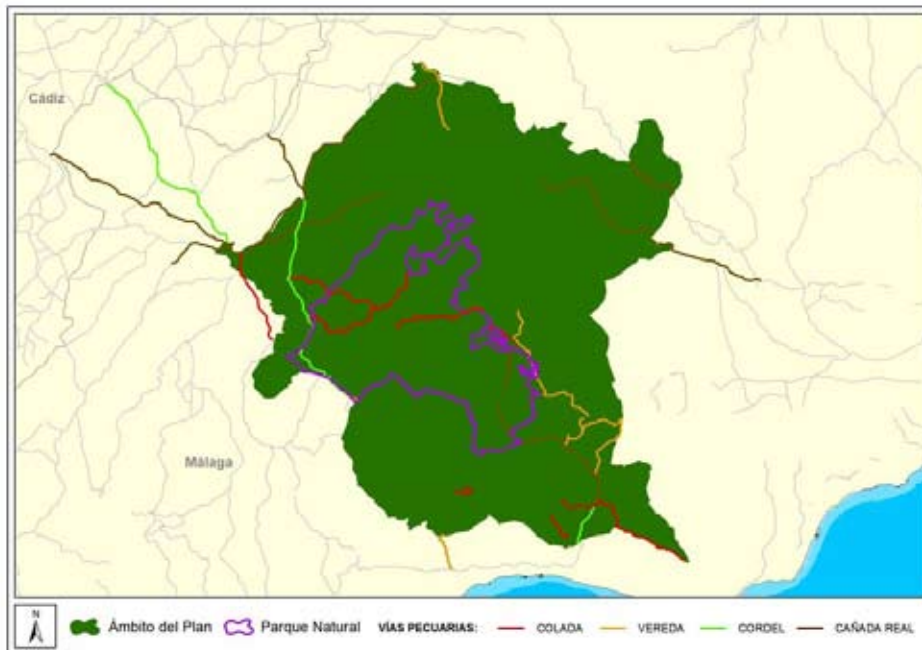 Cádiz
Málaga
N
Ámbito del Plan Parque Natural VÍAS PECUARIAS: COLADA VEREDA CORDEL CAÑADA REAL